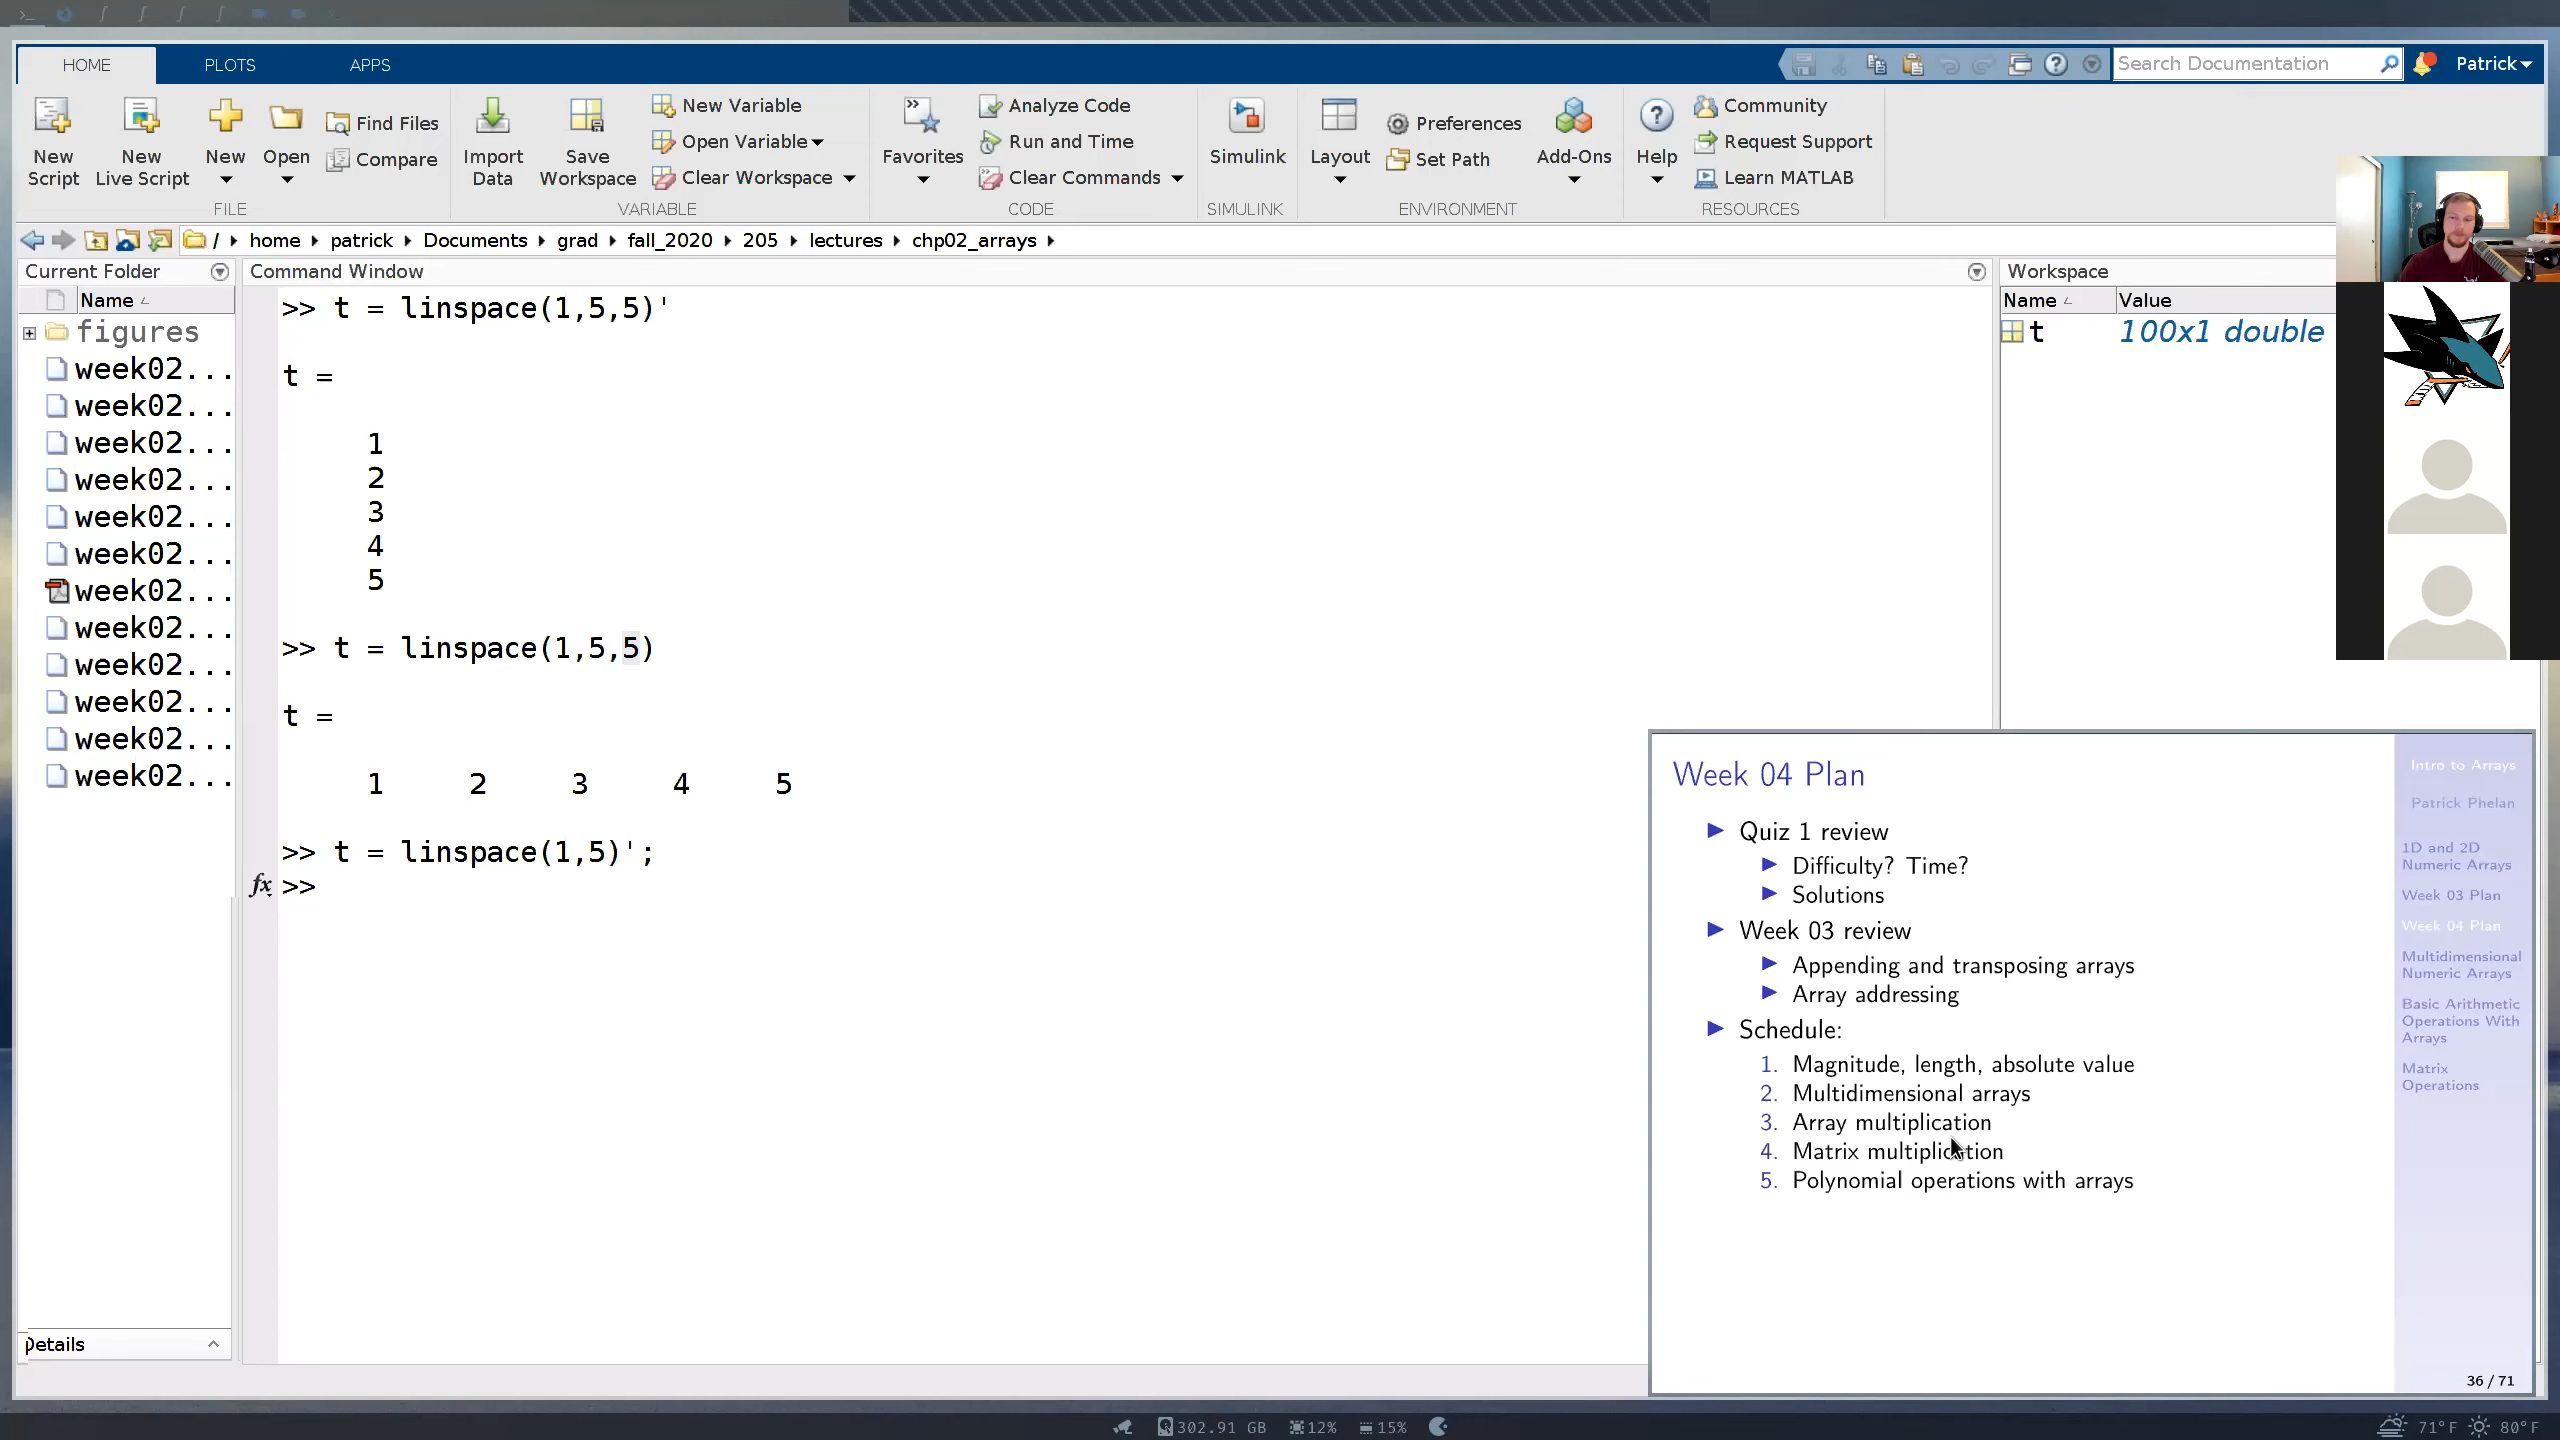 HOME PLOTS APPS
Search Documentation
Patrick
New Script
New Live Script
New
Open
Find Files
Compare
FILE
Import Data
Save Workspace
New Variable
Open Variable
Clear Workspace
VARIABLE
Favorites
Analyze Code
Run and Time
Clear Commands
CODE
Simulink
SIMULINK
Layout
Preferences
Set Path
Add-Ons
ENVIRONMENT
Help
Community
Request Support
Learn MATLAB
RESOURCES
/ home patrick Documents grad fall_2020 205 lectures chp02_arrays
Current Folder
Name
figures
week02...
week02...
week02...
week02...
week02...
week02...
week02...
week02...
week02...
week02...
week02...
week02...
Details
Command Window
>> t = linspace(1,5,5)'
t =
1
2
3
4
5
>> t = linspace(1,5,5)
t =
1 2 3 4 5
>> t = linspace(1,5)';
fx >>
Workspace
Name Value
t 100x1 double
Week 04 Plan
Quiz 1 review
Difficulty? Time?
Solutions
Week 03 review
Appending and transposing arrays
Array addressing
Schedule:
1. Magnitude, length, absolute value
2. Multidimensional arrays
3. Array multiplication
4. Matrix multiplication
5. Polynomial operations with arrays
Intro to Arrays
Patrick Phelan
1D and 2D
Numeric Arrays
Week 03 Plan
Week 04 Plan
Multidimensional
Numeric Arrays
Basic Arithmetic
Operations With
Arrays
Matrix
Operations
36 / 71
302.91 GB 12% 15%
71°F 80°F